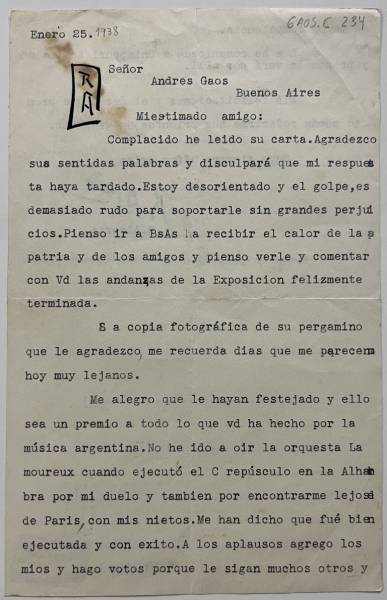 GAOS.C 234
Enero 25.1938
RA
Señor
Andres Gaos
Buenos Aires
Miestimado amigo:
Complacido he leido su carta.Agradezco
sus sentidas palabras y disculpará que mi respues
ta haya tardado.Estoy desorientado y el golpe,es
demasiado rudo para soportarle sin grandes perjui
cios.Pienso ir a BsAs ha recibir el calor de la
patria y de los amigos y pienso verle y comentar
con Vd las andanzas de la Exposicion felizmente
terminada.
E a copia fotográfica de su pergamino
que le agradezco, me recuerda dias que me parecen
hoy muy lejanos.
Me alegro que le hayan festejado y ello
sea un premio a todo lo que vd ha hecho por la
música argentina.No he ido a oir la orquesta La
moureux cuando ejecutó el C repúsculo en la Alham
bra por mi duelo y tambien por encontrarme lejos
de Paris, con mis nietos.Me han dicho que fué bien
ejecutada y con exito.A los aplausos agrego los
mios y hago votos porque le sigan muchos otros y